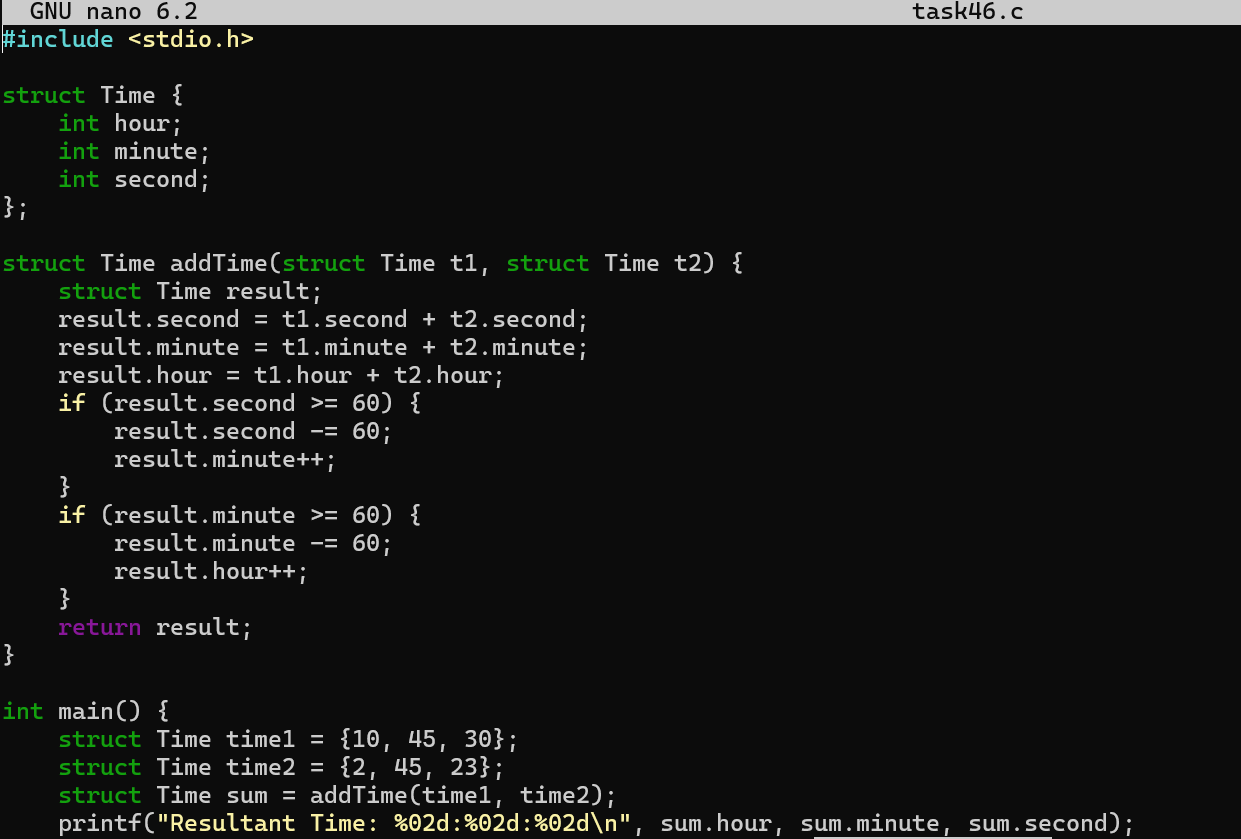 GNU nano 6.2 task46.c
#include <stdio.h>

struct Time {
    int hour;
    int minute;
    int second;
};

struct Time addTime(struct Time t1, struct Time t2) {
    struct Time result;
    result.second = t1.second + t2.second;
    result.minute = t1.minute + t2.minute;
    result.hour = t1.hour + t2.hour;
    if (result.second >= 60) {
        result.second -= 60;
        result.minute++;
    }
    if (result.minute >= 60) {
        result.minute -= 60;
        result.hour++;
    }
    return result;
}

int main() {
    struct Time time1 = {10, 45, 30};
    struct Time time2 = {2, 45, 23};
    struct Time sum = addTime(time1, time2);
    printf("Resultant Time: %02d:%02d:%02d\n", sum.hour, sum.minute, sum.second);